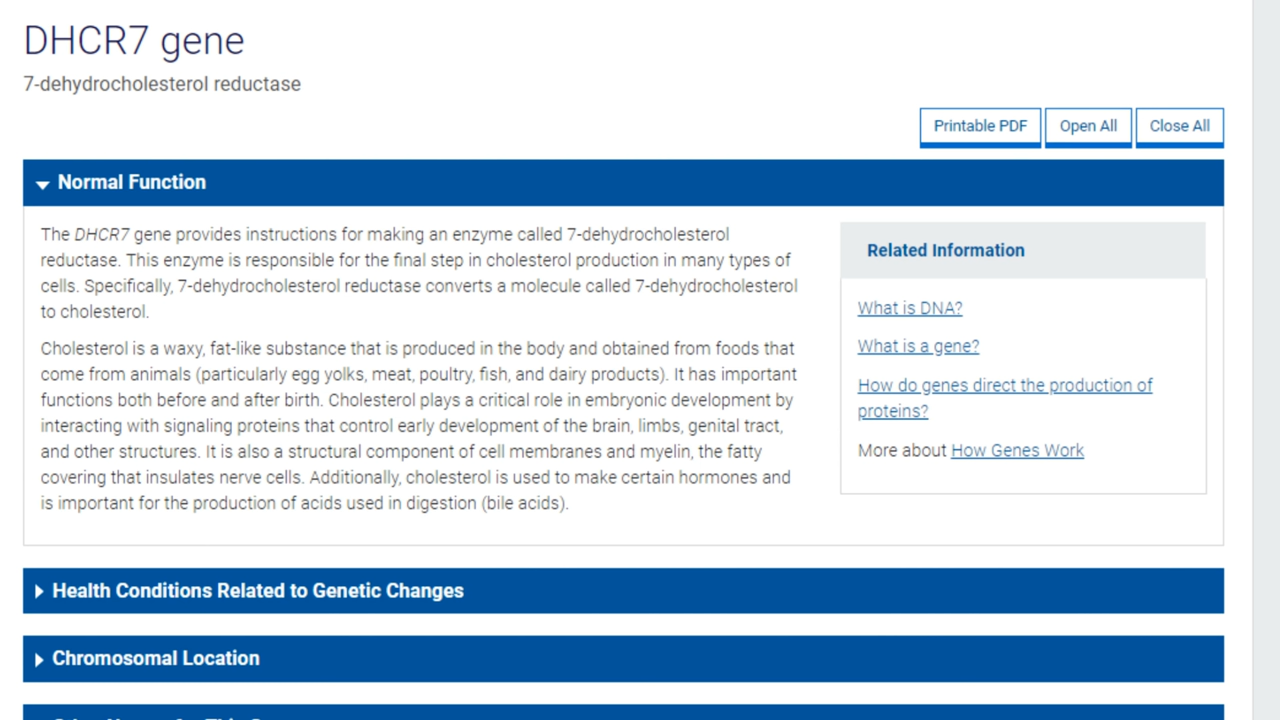 DHCR7 gene
7-dehydrocholesterol reductase
Printable PDF
Open All
Close All
Normal Function
The DHCR7 gene provides instructions for making an enzyme called 7-dehydrocholesterol
reductase. This enzyme is responsible for the final step in cholesterol production in many types of
cells. Specifically, 7-dehydrocholesterol reductase converts a molecule called 7-dehydrocholesterol
to cholesterol.
Cholesterol is a waxy, fat-like substance that is produced in the body and obtained from foods that
come from animals (particularly egg yolks, meat, poultry, fish, and dairy products). It has important
functions both before and after birth. Cholesterol plays a critical role in embryonic development by
interacting with signaling proteins that control early development of the brain, limbs, genital tract,
and other structures. It is also a structural component of cell membranes and myelin, the fatty
covering that insulates nerve cells. Additionally, cholesterol is used to make certain hormones and
is important for the production of acids used in digestion (bile acids).
Related Information
What is DNA?
What is a gene?
How do genes direct the production of
proteins?
More about How Genes Work
Health Conditions Related to Genetic Changes
Chromosomal Location